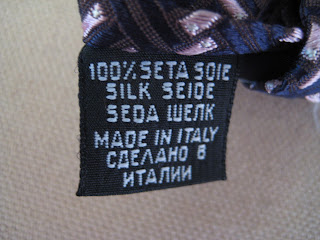 100% SETA SOIE
SILK SEIDE
SEDA ШЕЛК
MADE IN ITALY
СДЕЛАНО В
ИТАЛИИ